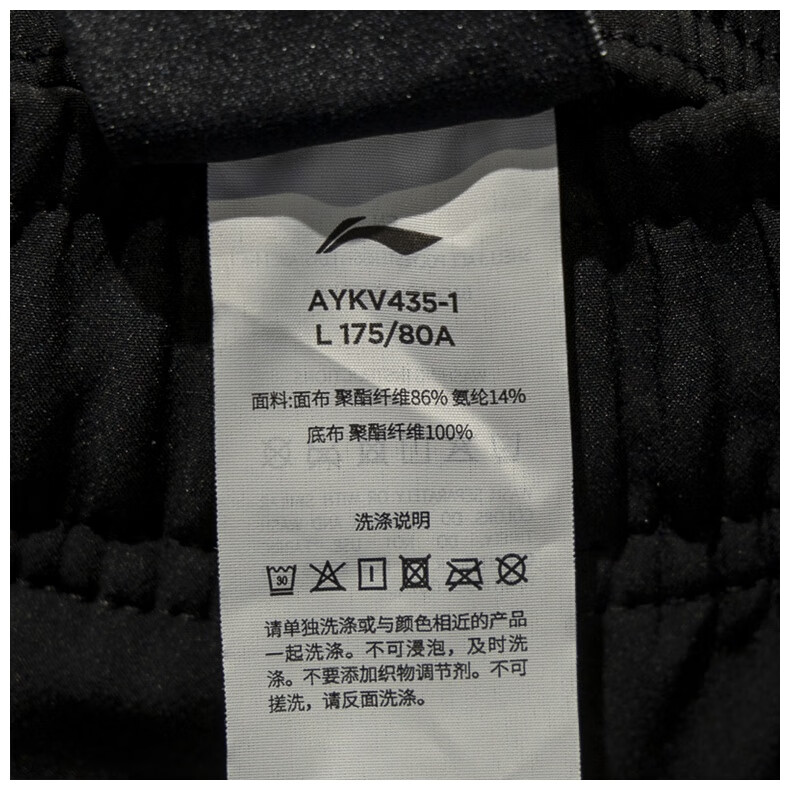 AYKV435-1
L 175/80A
面料:面布 聚酯纤维86% 氨纶14%
底布 聚酯纤维100%
洗涤说明
30
请单独洗涤或与颜色相近的产品
一起洗涤。不可浸泡，及时洗
涤。不要添加织物调节剂。不可
搓洗，请反面洗涤。